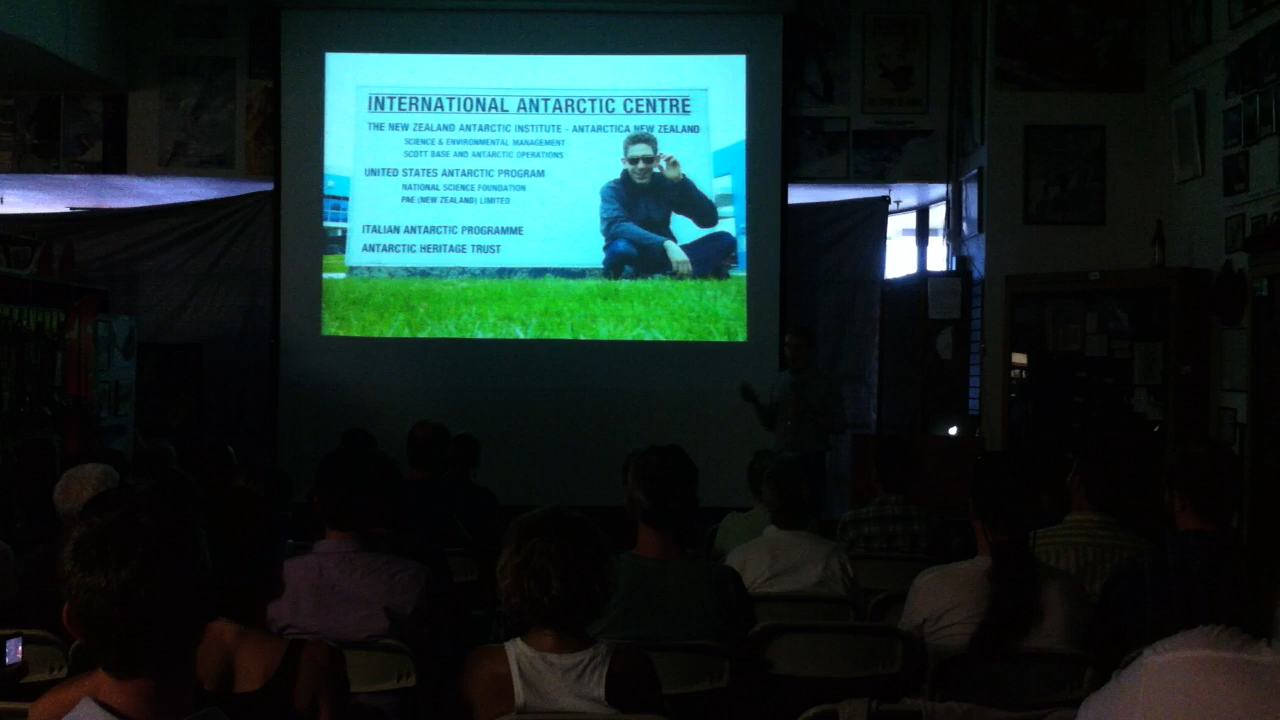 INTERNATIONAL ANTARCTIC CENTRE
THE NEW ZEALAND ANTARCTIC INSTITUTE - ANTARCTICA NEW ZEALAND
SCIENCE & ENVIRONMENTAL MANAGEMENT
SCOTT BASE AND ANTARCTIC OPERATIONS
UNITED STATES ANTARCTIC PROGRAM
NATIONAL SCIENCE FOUNDATION
PAE (NEW ZEALAND) LIMITED
ITALIAN ANTARCTIC PROGRAMME
ANTARCTIC HERITAGE TRUST